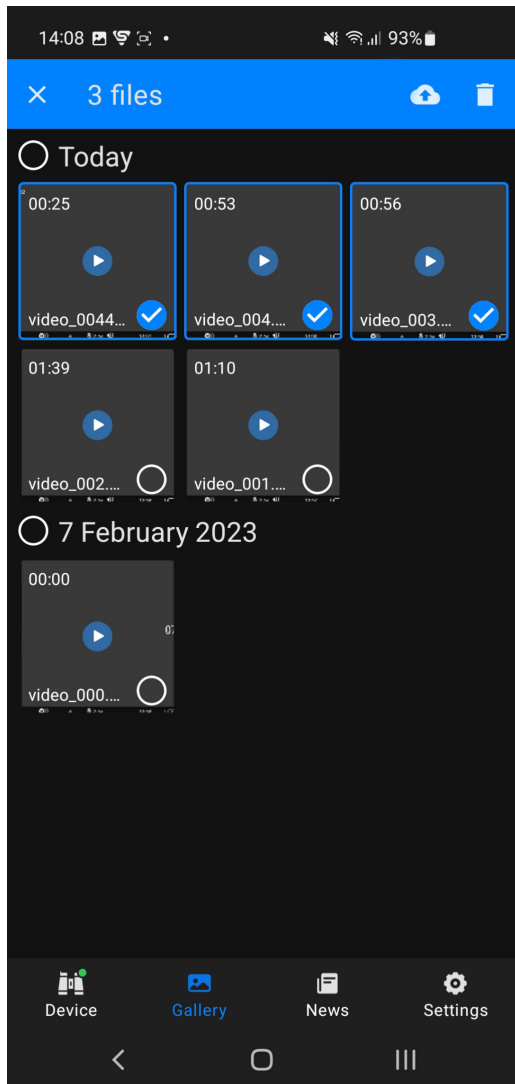 14:08 93%
3 files
Today
00:25 00:53 00:56
video_0044... video_004.... video_003....
01:39 01:10
video_002.... video_001....
7 February 2023
00:00
07
video_000....
Device Gallery News Settings